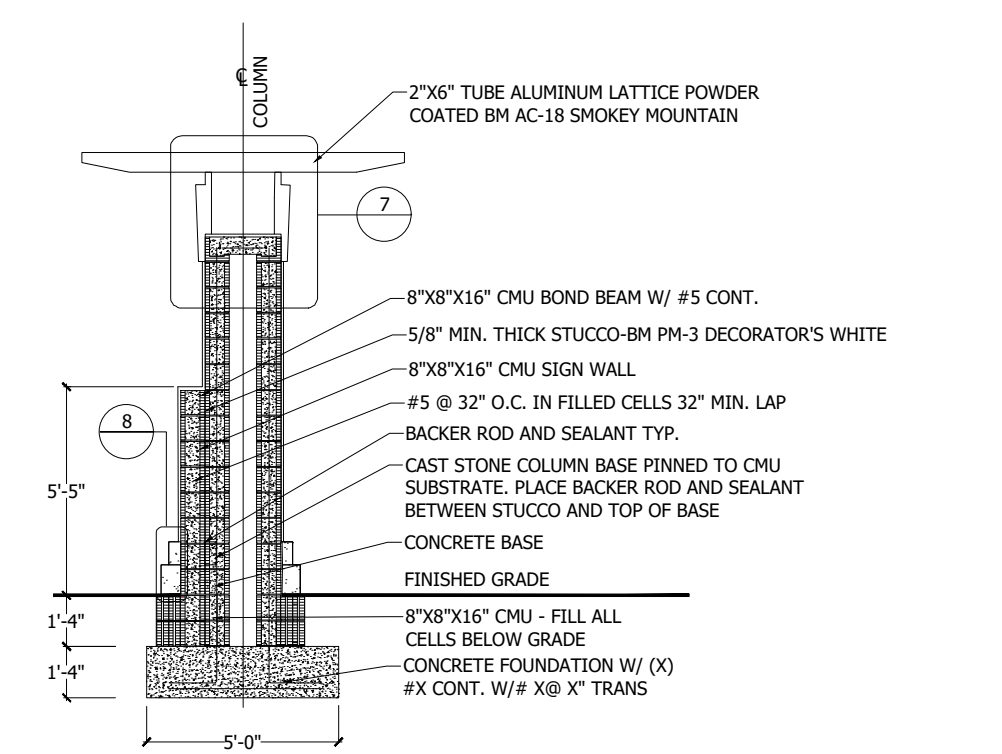 ℄ COLUMN
2"X6" TUBE ALUMINUM LATTICE POWDER
COATED BM AC-18 SMOKEY MOUNTAIN
7
8"X8"X16" CMU BOND BEAM W/ #5 CONT.
5/8" MIN. THICK STUCCO-BM PM-3 DECORATOR'S WHITE
8"X8"X16" CMU SIGN WALL
#5 @ 32" O.C. IN FILLED CELLS 32" MIN. LAP
8
BACKER ROD AND SEALANT TYP.
CAST STONE COLUMN BASE PINNED TO CMU
SUBSTRATE. PLACE BACKER ROD AND SEALANT
BETWEEN STUCCO AND TOP OF BASE
5'-5"
CONCRETE BASE
FINISHED GRADE
1'-4"
8"X8"X16" CMU - FILL ALL
CELLS BELOW GRADE
1'-4"
CONCRETE FOUNDATION W/ (X)
#X CONT. W/# X@ X" TRANS
5'-0"